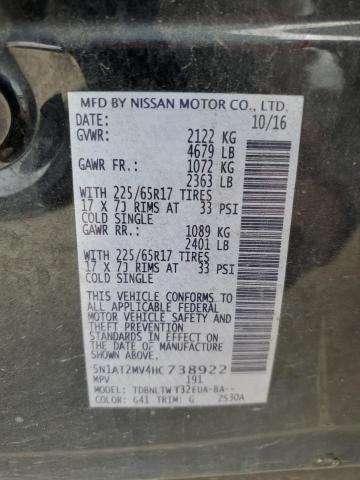 MFD BY NISSAN MOTOR CO., LTD.
DATE: 10/16
GVWR: 2122 KG
4679 LB
GAWR FR.: 1072 KG
2363 LB
WITH 225/65R17 TIRES
17 X 7J RIMS AT 33 PSI
COLD SINGLE
GAWR RR.: 1089 KG
2401 LB
WITH 225/65R17 TIRES
17 X 7J RIMS AT 33 PSI
COLD SINGLE
THIS VEHICLE CONFORMS TO
ALL APPLICABLE FEDERAL
MOTOR VEHICLE SAFETY AND
THEFT PREVENTION STANDARDS
IN EFFECT ON THE DATE OF
MANUFACTURE SHOWN ABOVE.
5N1AT2MV4HC738922
MPV 191
MODEL: TDBNLTWT32EUA-BA--
COLOR: G41 TRIM: G 2S30A